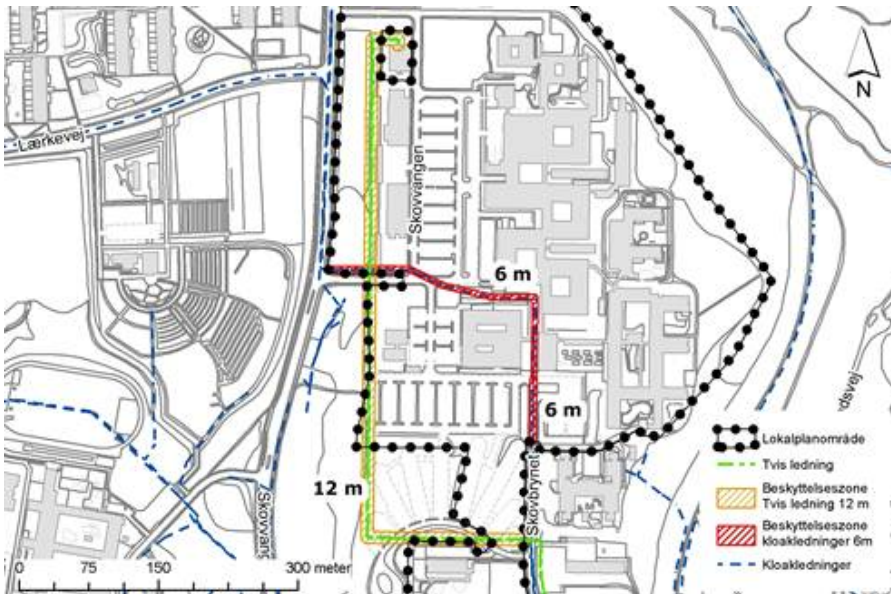 N
Lærkevej
Skovvangen
6 m
6 m
12 m
Skovbrynet
Skovvang
dsvej
0 75 150 300 meter
Lokalplanområde
Tvis ledning
Beskyttelseszone
Tvis ledning 12 m
Beskyttelseszone
kloakledninger 6m
Kloakledninger